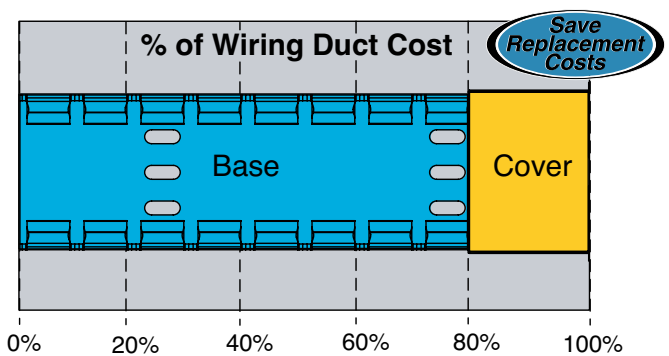 % of Wiring Duct Cost
Save
Replacement
Costs
Base
Cover
0%
20%
40%
60%
80%
100%